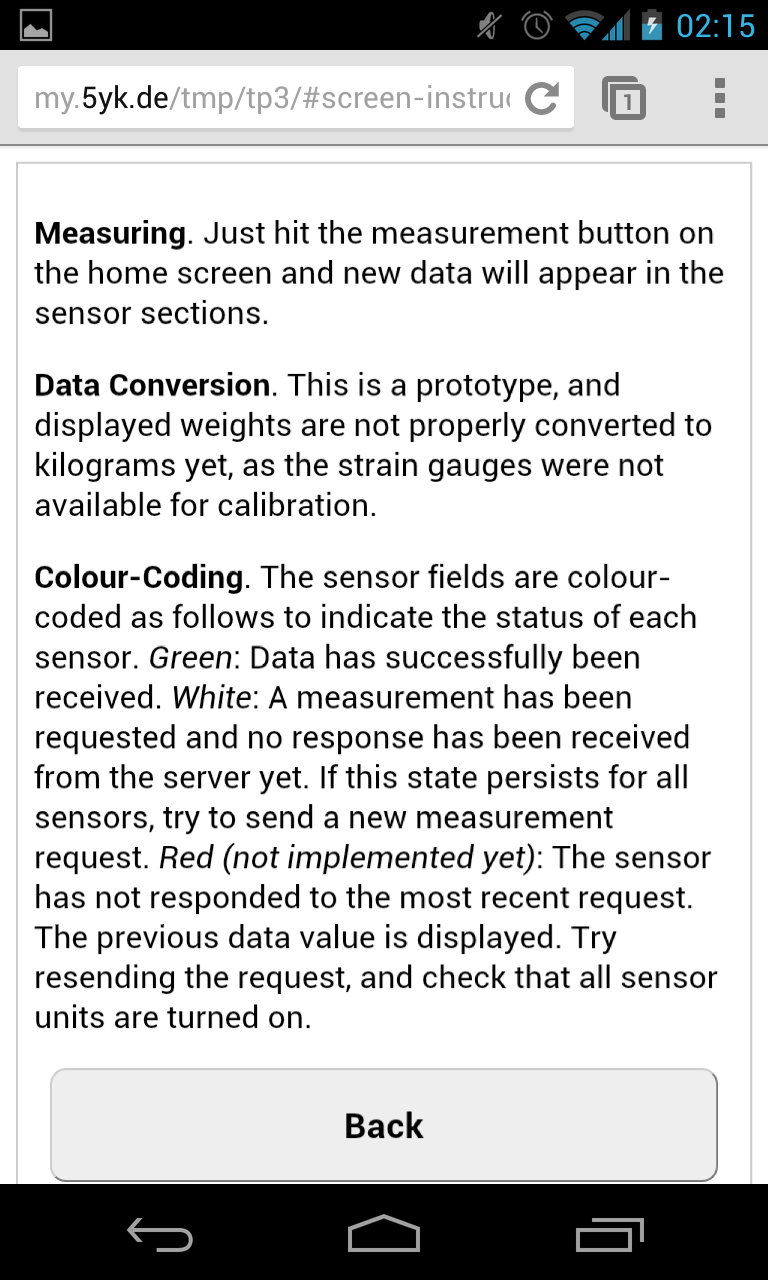 02:15
my.5yk.de/tmp/tp3/#screen-instruc
1
Measuring. Just hit the measurement button on
the home screen and new data will appear in the
sensor sections.
Data Conversion. This is a prototype, and
displayed weights are not properly converted to
kilograms yet, as the strain gauges were not
available for calibration.
Colour-Coding. The sensor fields are colour-
coded as follows to indicate the status of each
sensor. Green: Data has successfully been
received. White: A measurement has been
requested and no response has been received
from the server yet. If this state persists for all
sensors, try to send a new measurement
request. Red (not implemented yet): The sensor
has not responded to the most recent request.
The previous data value is displayed. Try
resending the request, and check that all sensor
units are turned on.
Back